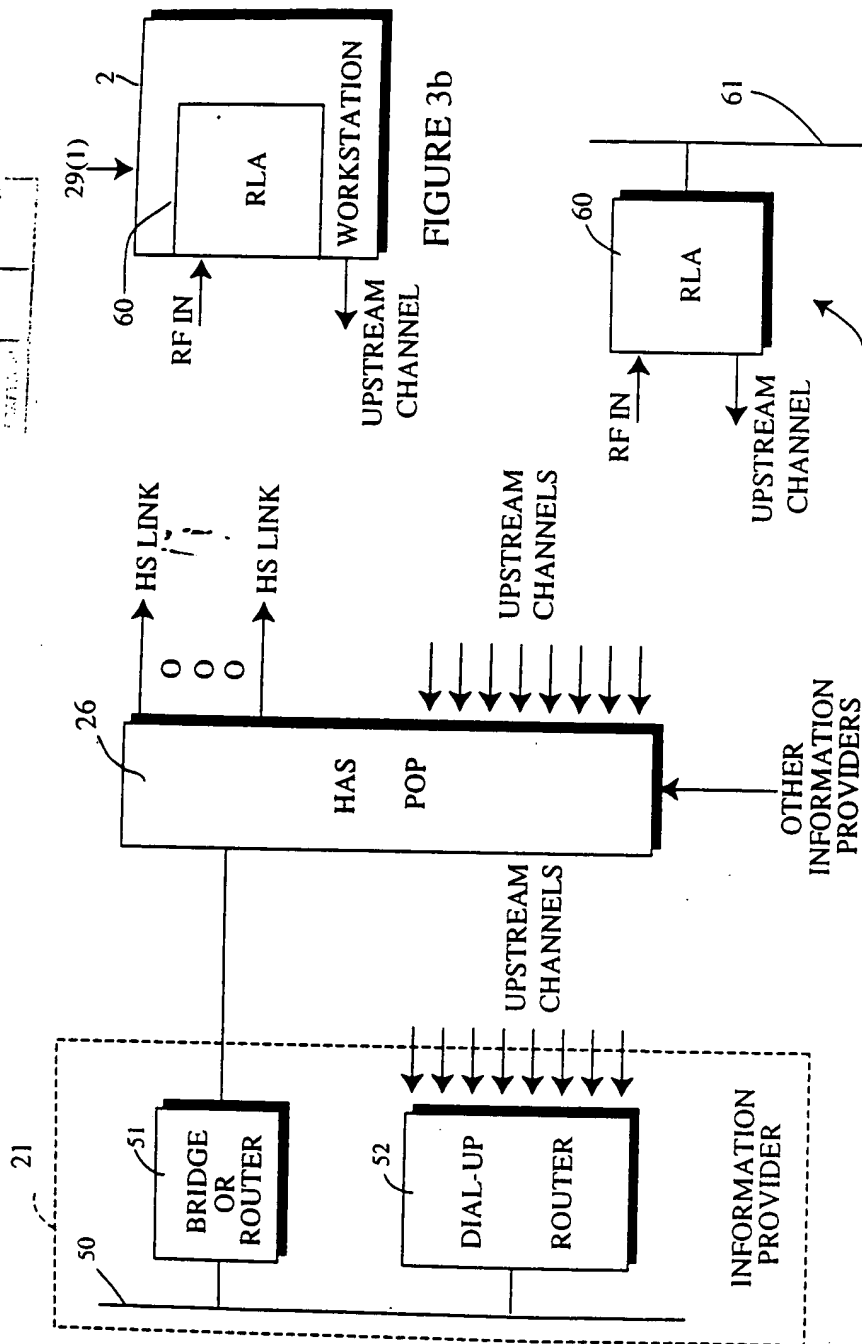 21
50
51
BRIDGE
OR
ROUTER
52
DIAL-UP
ROUTER
INFORMATION
PROVIDER
UPSTREAM
CHANNELS
26
HAS
POP
HS LINK
O
O
O
HS LINK
UPSTREAM
CHANNELS
OTHER
INFORMATION
PROVIDERS
29(1)
2
60
RLA
WORKSTATION
RF IN
UPSTREAM
CHANNEL
FIGURE 3b
60
61
RLA
RF IN
UPSTREAM
CHANNEL